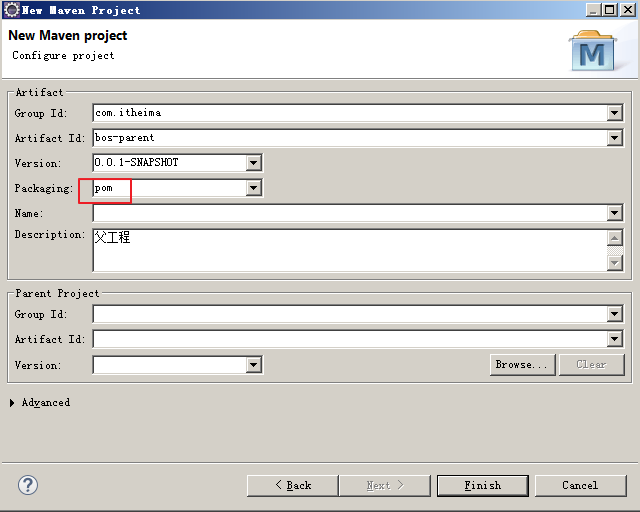 New Maven Project
New Maven project
Configure project
M
Artifact
Group Id: com.itheima
Artifact Id: bos-parent
Version: 0.0.1-SNAPSHOT
Packaging: pom
Name:
Description: 父工程
Parent Project
Group Id:
Artifact Id:
Version: Browse... Clear
Advanced
? < Back Next > Finish Cancel